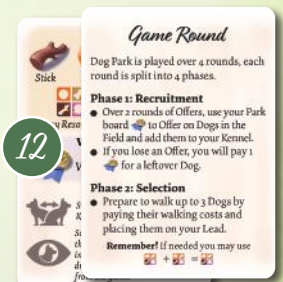 Game Round
Dog Park is played over 4 rounds, each
round is split into 4 phases.
Phase 1: Recruitment
● Over 2 rounds of Offers, use your Park
board to Offer on Dogs in the
Field and add them to your Kennel.
● If you lose an Offer, you will pay 1
for a leftover Dog.
Phase 2: Selection
● Prepare to walk up to 3 Dogs by
paying their walking costs and
placing them on your Lead.
Remember! If needed you may use
+ =
Stick
12